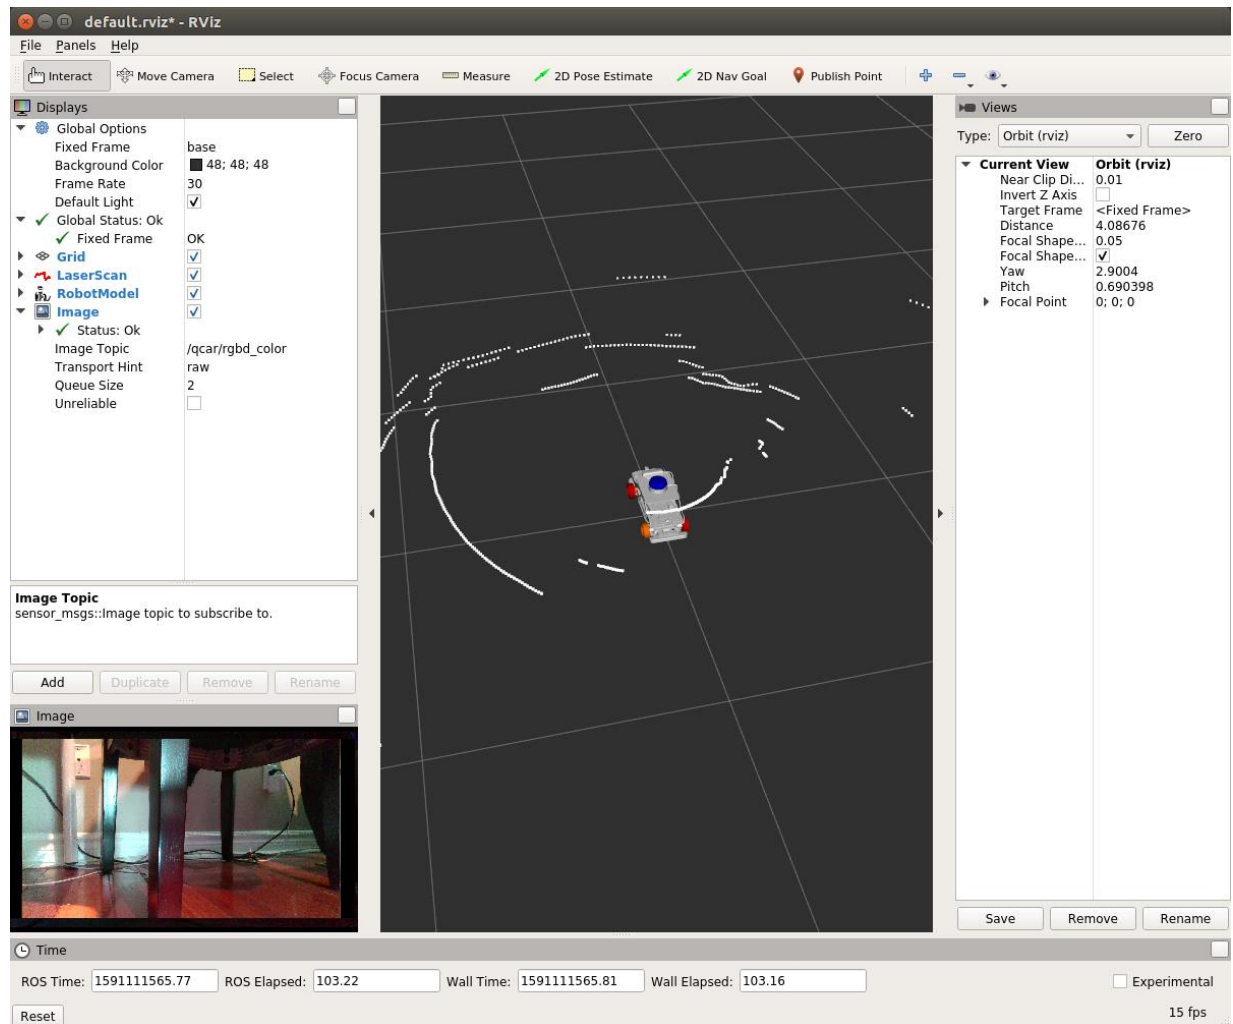 default.rviz* - RViz
File Panels Help
Interact Move Camera Select Focus Camera Measure 2D Pose Estimate 2D Nav Goal Publish Point
Displays
Global Options
Fixed Frame base
Background Color 48; 48; 48
Frame Rate 30
Default Light
Global Status: Ok
Fixed Frame OK
Grid
LaserScan
RobotModel
Image
Status: Ok
Image Topic /qcar/rgbd_color
Transport Hint raw
Queue Size 2
Unreliable
Image Topic
sensor_msgs::Image topic to subscribe to.
Add Duplicate Remove Rename
Image
Views
Type: Orbit (rviz) Zero
Current View Orbit (rviz)
Near Clip Di... 0.01
Invert Z Axis
Target Frame <Fixed Frame>
Distance 4.08676
Focal Shape... 0.05
Focal Shape...
Yaw 2.9004
Pitch 0.690398
Focal Point 0; 0; 0
Save Remove Rename
Time
ROS Time: 1591111565.77 ROS Elapsed: 103.22 Wall Time: 1591111565.81 Wall Elapsed: 103.16 Experimental
Reset 15 fps